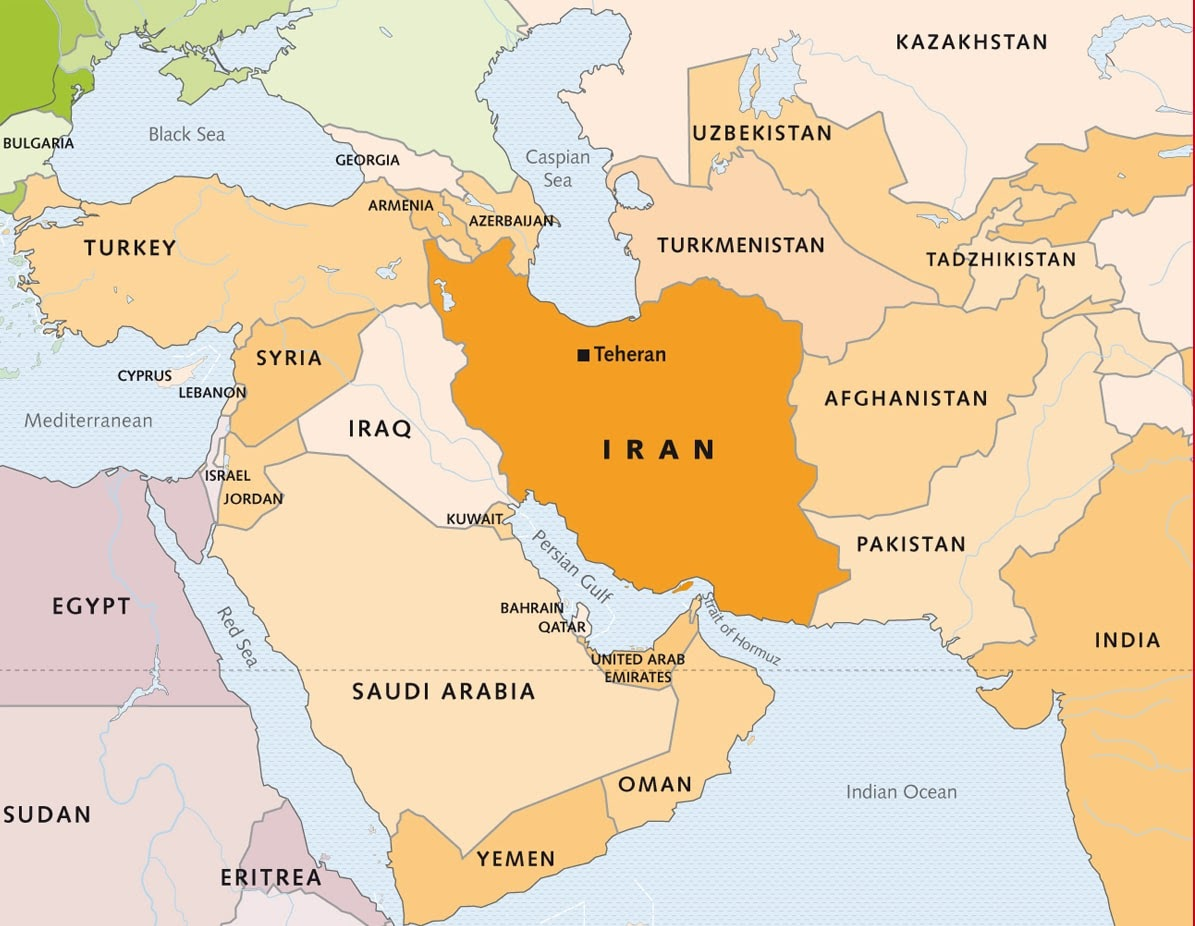 KAZAKHSTAN
BULGARIA
Black Sea
UZBEKISTAN
GEORGIA
Caspian
Sea
ARMENIA
AZERBAIJAN
TURKEY
TURKMENISTAN
TADZHIKISTAN
Teheran
SYRIA
CYPRUS
LEBANON
AFGHANISTAN
Mediterranean
IRAQ
IRAN
ISRAEL
JORDAN
KUWAIT
Persian Gulf
PAKISTAN
EGYPT
Red Sea
BAHRAIN
QATAR
Strait of Hormuz
INDIA
UNITED ARAB
EMIRATES
SAUDI ARABIA
OMAN
Indian Ocean
SUDAN
YEMEN
ERITREA